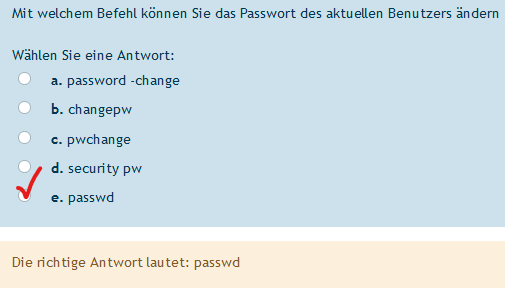 Mit welchem Befehl können Sie das Passwort des aktuellen Benutzers ändern
Wählen Sie eine Antwort:
a. password -change
b. changepw
c. pwchange
d. security pw
e. passwd
Die richtige Antwort lautet: passwd